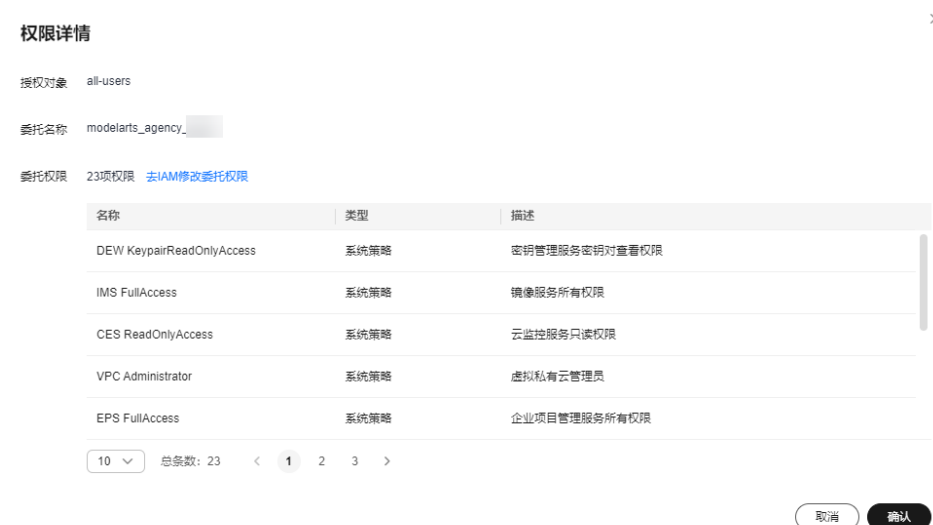 权限详情
授权对象 all-users
委托名称 modelarts_agency_
委托权限 23项权限 去IAM修改委托权限
名称 类型 描述
DEW KeypairReadOnlyAccess 系统策略 密钥管理服务密钥对查看权限
IMS FullAccess 系统策略 镜像服务所有权限
CES ReadOnlyAccess 系统策略 云监控服务只读权限
VPC Administrator 系统策略 虚拟私有云管理员
EPS FullAccess 系统策略 企业项目管理服务所有权限
10 总条数：23 < 1 2 3 >
取消 确认